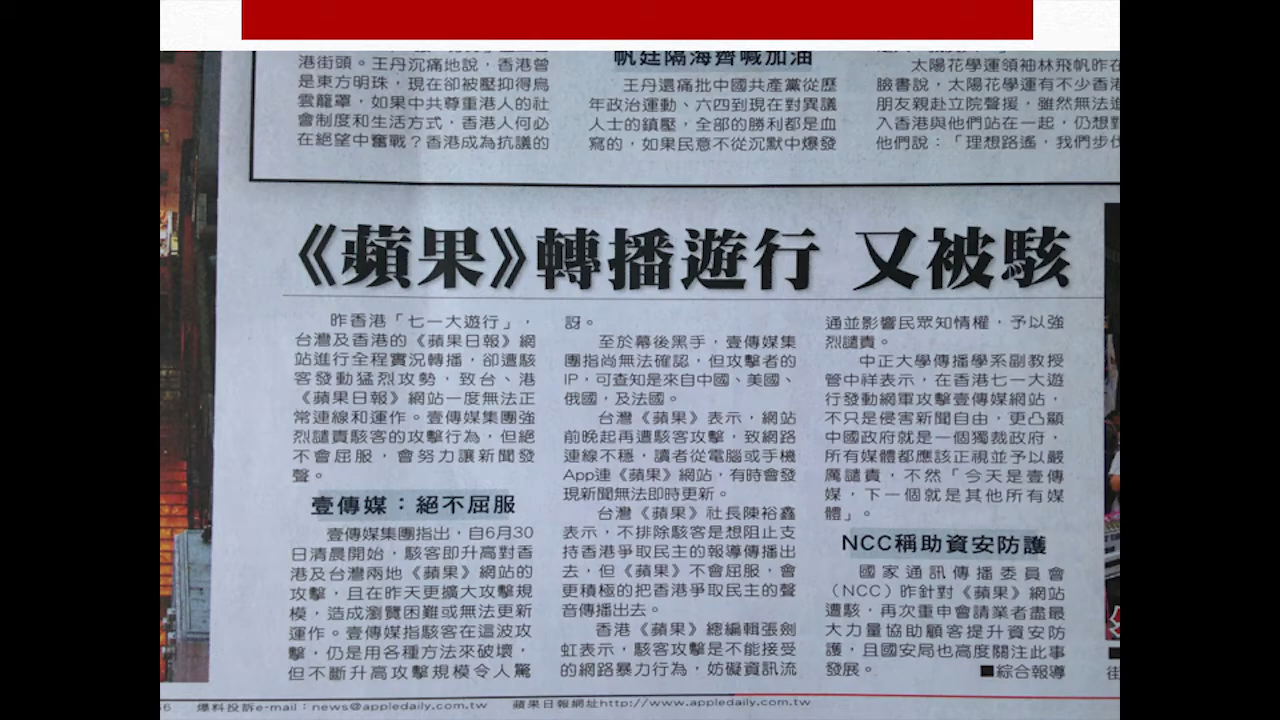 港街頭。王丹沉痛地說，香港曾
是東方明珠，現在卻被壓抑得烏
雲籠罩，如果中共尊重港人的社
會制度和生活方式，香港人何必
在絕望中奮戰？香港成為抗議的
帆廷隔海齊喊加油
王丹還痛批中國共產黨從歷
年政治運動、六四到現在對異議
人士的鎮壓，全部的勝利都是血
寫的，如果民意不從沉默中爆發
太陽花學運領袖林飛帆昨在
臉書說，太陽花學運有不少香港
朋友親赴立院聲援，雖然無法進
入香港與他們站在一起，仍想對
他們說：「理想路遙，我們步伐
《蘋果》轉播遊行 又被駭
昨香港「七一大遊行」，
台灣及香港的《蘋果日報》網
站進行全程實況轉播，卻遭駭
客發動猛烈攻勢，致台、港
《蘋果日報》網站一度無法正
常連線和運作。壹傳媒集團強
烈譴責駭客的攻擊行為，但絕
不會屈服，會努力讓新聞發
聲。
壹傳媒：絕不屈服
壹傳媒集團指出，自6月30
日清晨開始，駭客即升高對香
港及台灣兩地《蘋果》網站的
攻擊，且在昨天更擴大攻擊規
模，造成瀏覽困難或無法更新
運作。壹傳媒指駭客在這波攻
擊，仍是用各種方法來破壞，
但不斷升高攻擊規模令人驚
訝。
至於幕後黑手，壹傳媒集
團指尚無法確認，但攻擊者的
IP，可查知是來自中國、美國、
俄國，及法國。
台灣《蘋果》表示，網站
前晚起再遭駭客攻擊，致網路
連線不穩，讀者從電腦或手機
App連《蘋果》網站，有時會發
現新聞無法即時更新。
台灣《蘋果》社長陳裕鑫
表示，不排除駭客是想阻止支
持香港爭取民主的報導傳播出
去，但《蘋果》不會屈服，會
更積極的把香港爭取民主的聲
音傳播出去。
香港《蘋果》總編輯張劍
虹表示，駭客攻擊是不能接受
的網路暴力行為，妨礙資訊流
通並影響民眾知情權，予以強
烈譴責。
中正大學傳播學系副教授
管中祥表示，在香港七一大遊
行發動網軍攻擊壹傳媒網站，
不只是侵害新聞自由，更凸顯
中國政府就是一個獨裁政府，
所有媒體都應該正視並予以嚴
厲譴責，不然「今天是壹傳
媒，下一個就是其他所有媒
體」。
NCC稱助資安防護
國家通訊傳播委員會
（NCC）昨針對《蘋果》網站
遭駭，再次重申會請業者盡最
大力量協助顧客提升資安防
護，且國安局也高度關注此事
發展。 ■綜合報導
街
爆料投訴e-mail：news@appledaily.com.tw 蘋果日報網址http://www.appledaily.com.tw